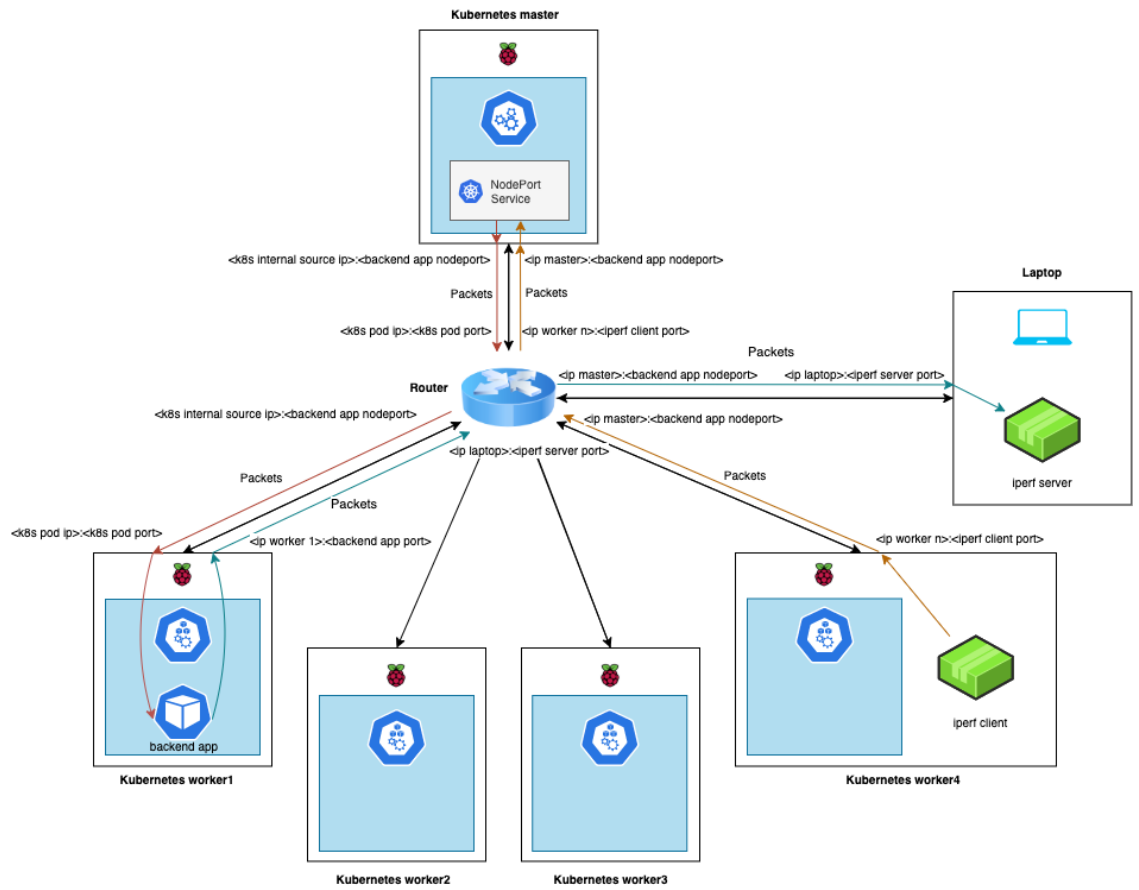 Kubernetes master
NodePort
Service
<k8s internal source ip>:<backend app nodeport>
<ip master>:<backend app nodeport>
Laptop
Packets
Packets
<k8s pod ip>:<k8s pod port>
<ip worker n>:<iperf client port>
Packets
<ip master>:<backend app nodeport>
<ip laptop>:<iperf server port>
Router
<k8s internal source ip>:<backend app nodeport>
<ip master>:<backend app nodeport>
<ip laptop>:<iperf server port>
iperf server
Packets
Packets
Packets
<k8s pod ip>:<k8s pod port>
<ip worker 1>:<backend app port>
<ip worker n>:<iperf client port>
iperf client
backend app
Kubernetes worker1
Kubernetes worker4
Kubernetes worker2
Kubernetes worker3